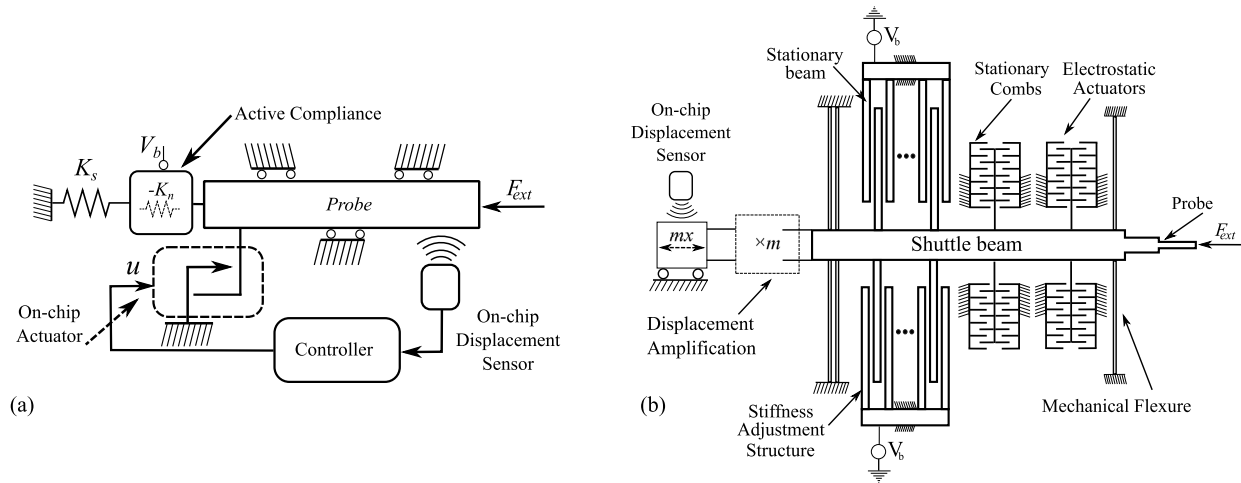 Active Compliance
V_b
K_s
-K_n
Probe
F_ext
u
On-chip
Actuator
Controller
On-chip
Displacement
Sensor
(a)
V_b
Stationary
beam
Stationary
Combs
Electrostatic
Actuators
On-chip
Displacement
Sensor
Probe
F_ext
mx
×m
Shuttle beam
Displacement
Amplification
Stiffness
Adjustment
Structure
Mechanical Flexure
V_b
(b)